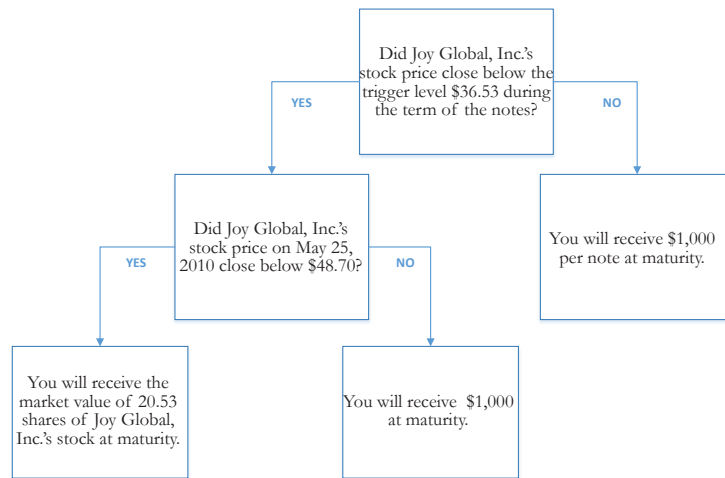 Did Joy Global, Inc.'s
stock price close below the
trigger level $36.53 during
the term of the notes?
YES
NO
Did Joy Global, Inc.'s
stock price on May 25,
2010 close below $48.70?
You will receive $1,000
per note at maturity.
YES
NO
You will receive the
market value of 20.53
shares of Joy Global,
Inc.'s stock at maturity.
You will receive $1,000
at maturity.